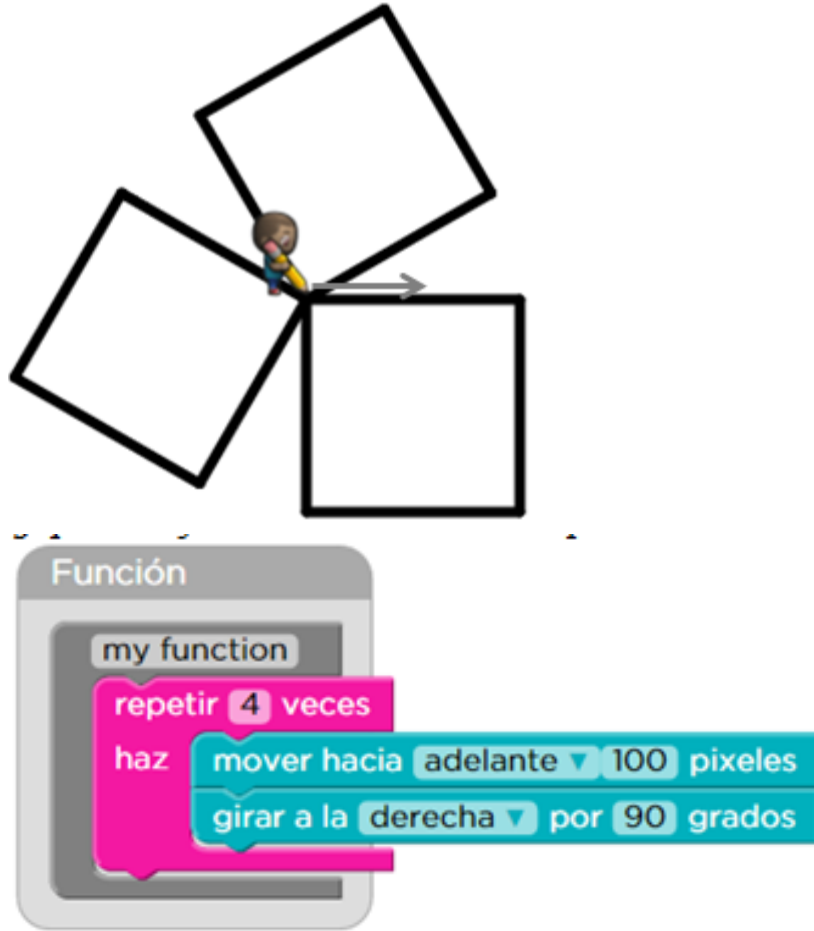 Función
my function
repetir 4 veces
haz mover hacia adelante ▼ 100 pixeles
girar a la derecha ▼ por 90 grados